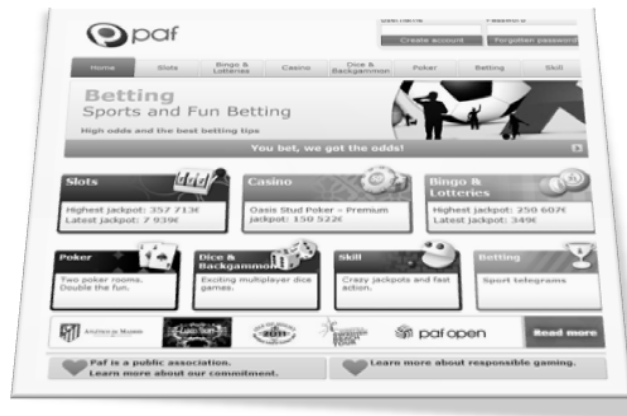 paf
Username Password
Create account Forgotten password
Home Slots Bingo & Lotteries Casino Dice & Backgammon Poker Betting Skill
Betting
Sports and Fun Betting
High odds and the best betting tips
You bet, we got the odds!
Slots
Highest jackpot: 357 713€
Latest jackpot: 7 939€
Casino
Oasis Stud Poker – Premium
jackpot: 150 522€
Bingo &
Lotteries
Highest jackpot: 250 607€
Latest jackpot: 349€
Poker
Two poker rooms.
Double the fun.
Dice &
Backgammon
Exciting multiplayer dice
games.
Skill
Crazy jackpots and fast
action.
Betting
Sport telegrams
Atlético de Madrid
paf open
Read more
Paf is a public association.
Learn more about our commitment.
Learn more about responsible gaming.